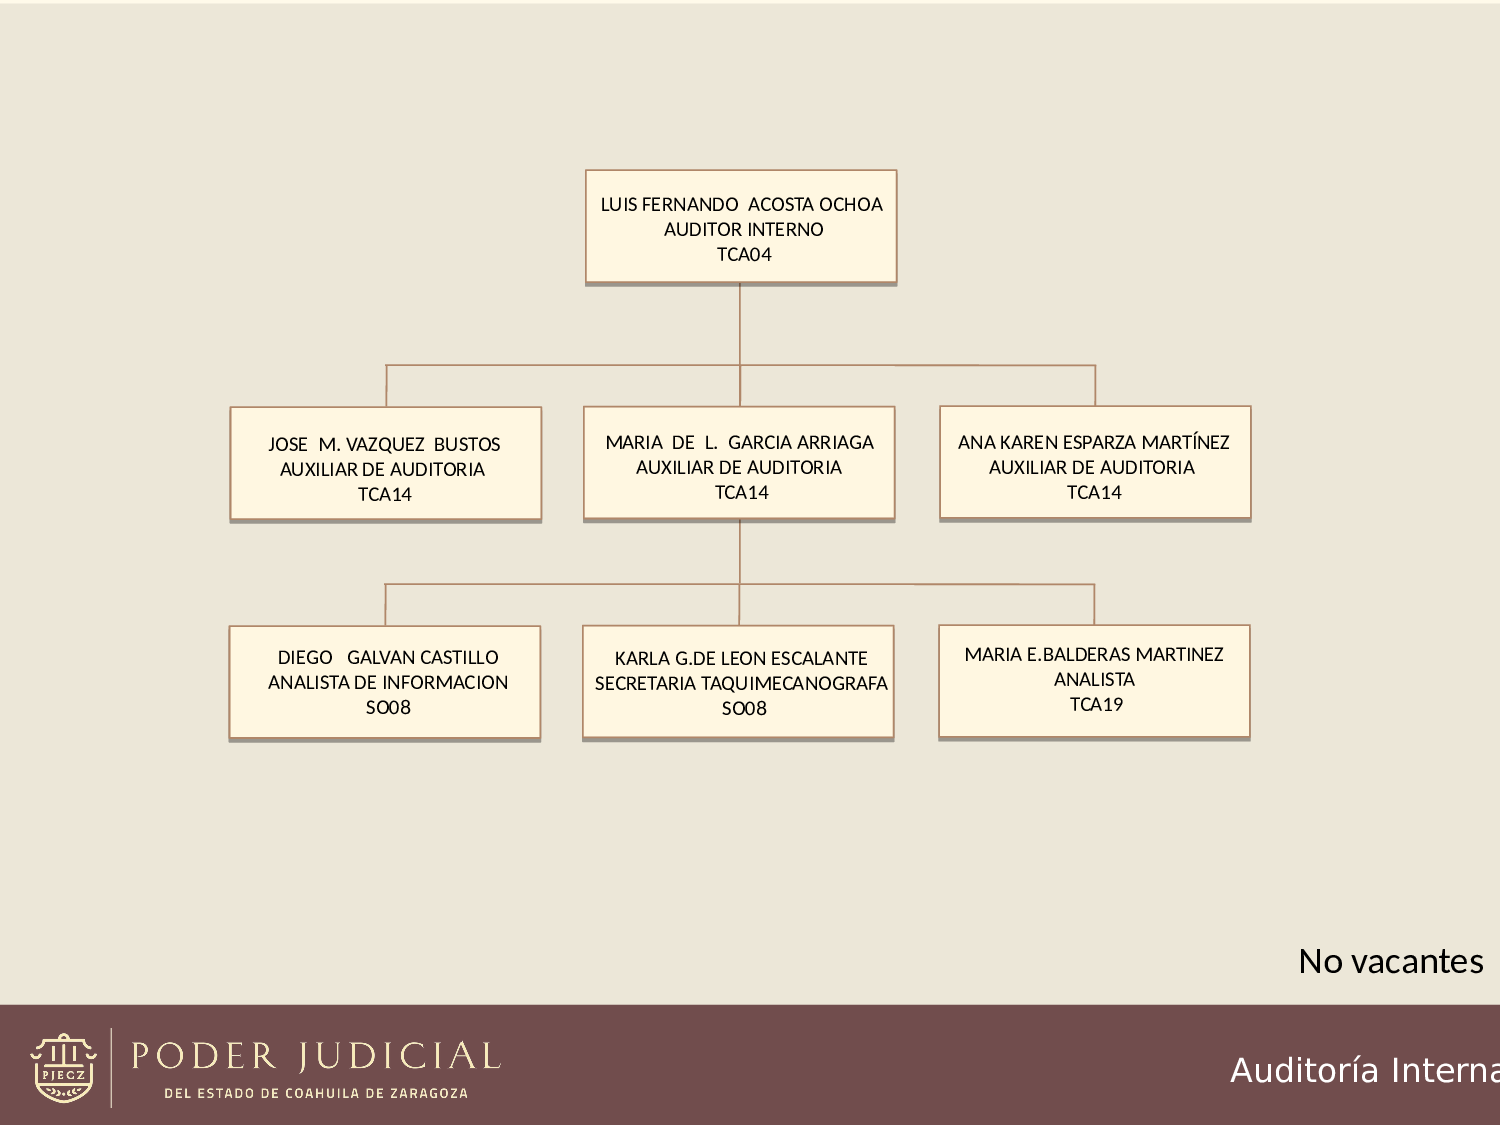 LUIS FERNANDO ACOSTA OCHOA
AUDITOR INTERNO
TCA04
JOSE M. VAZQUEZ BUSTOS
AUXILIAR DE AUDITORIA
TCA14
MARIA DE L. GARCIA ARRIAGA
AUXILIAR DE AUDITORIA
TCA14
ANA KAREN ESPARZA MARTÍNEZ
AUXILIAR DE AUDITORIA
TCA14
DIEGO GALVAN CASTILLO
ANALISTA DE INFORMACION
SO08
KARLA G.DE LEON ESCALANTE
SECRETARIA TAQUIMECANOGRAFA
SO08
MARIA E.BALDERAS MARTINEZ
ANALISTA
TCA19
No vacantes
PJECZ
PODER JUDICIAL
DEL ESTADO DE COAHUILA DE ZARAGOZA
Auditoría Interna